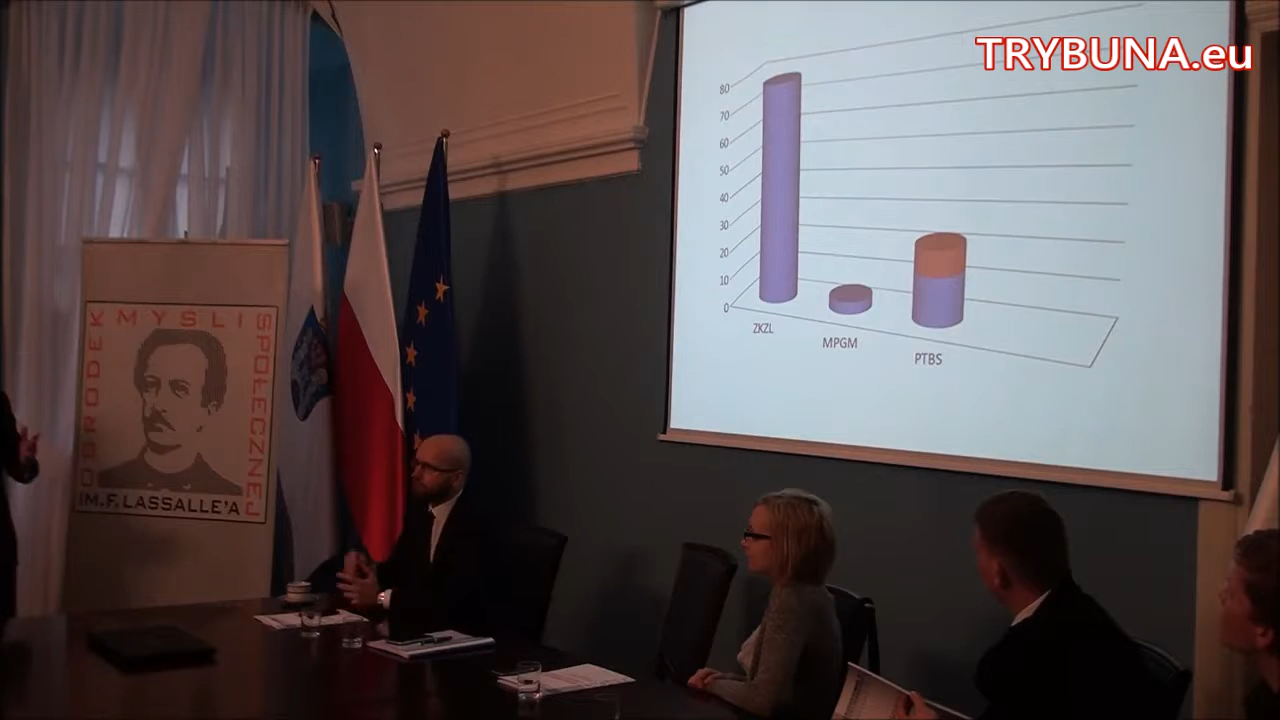 TRYBUNA.eu
80
70
60
50
40
30
20
10
0
ZKZL
MPGM
PTBS
OŚRODEK MYŚLI SPOŁECZNEJ
IM. F. LASSALLE'A